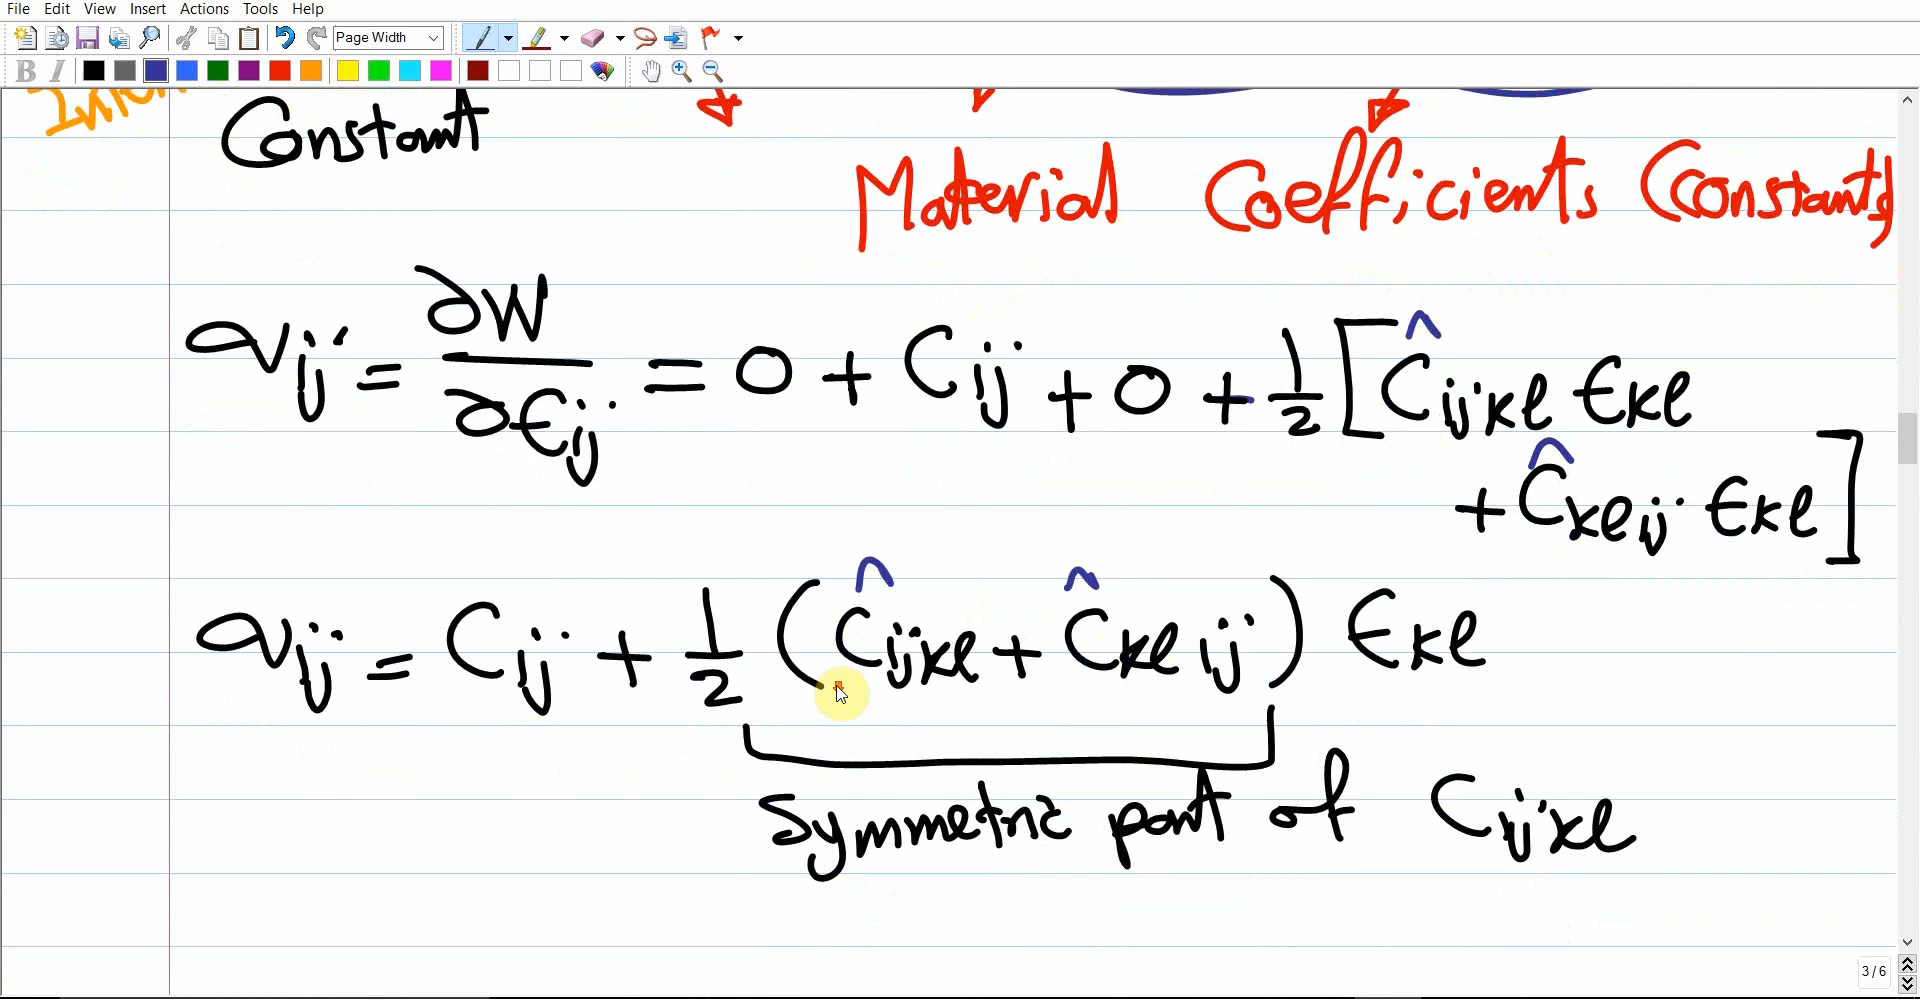 File Edit View Insert Actions Tools Help
Page Width
B I
Constant
Material Coefficients (Constants)
σij = ∂W/∂ϵij = 0 + Cij + 0 + 1/2 [Ĉijkl ϵkl
+ Ĉklij ϵkl]
σij = Cij + 1/2 (Ĉijkl + Ĉklij) ϵkl
Symmetric part of Cijkl
3 / 6